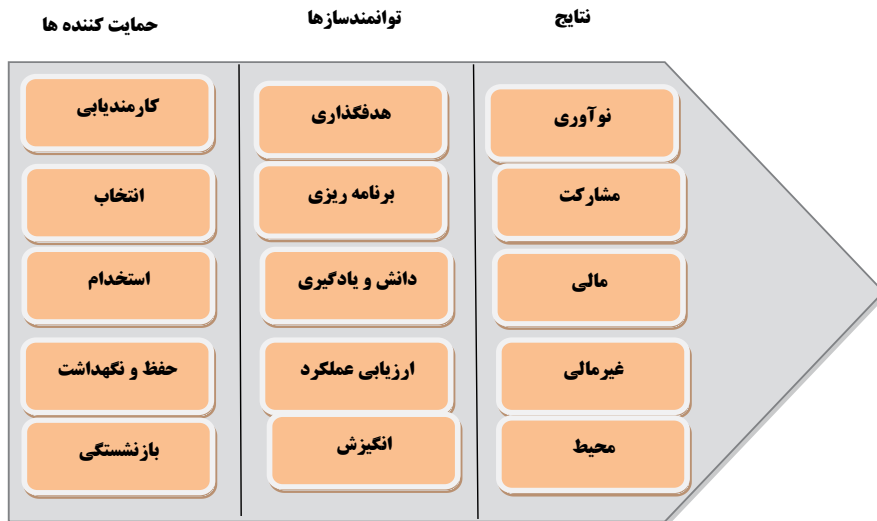 حمایت کننده ها
توانمندسازها
نتایج
کارمندیابی
هدفگذاری
نوآوری
انتخاب
برنامه ریزی
مشارکت
استخدام
دانش و یادگیری
مالی
حفظ و نگهداشت
ارزیابی عملکرد
غیرمالی
بازنشستگی
انگیزش
محیط